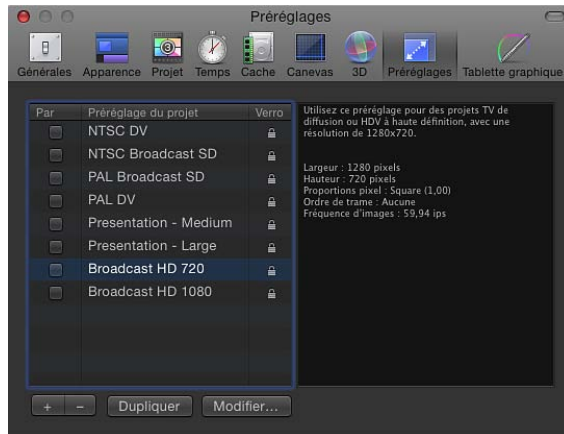 Préréglages
Générales Apparence Projet Temps Cache Canevas 3D Préréglages Tablette graphique
Par Préréglage du projet Verro
NTSC DV
NTSC Broadcast SD
PAL Broadcast SD
PAL DV
Presentation - Medium
Presentation - Large
Broadcast HD 720
Broadcast HD 1080
Utilisez ce préréglage pour des projets TV de
diffusion ou HDV à haute définition, avec une
résolution de 1280x720.
Largeur : 1280 pixels
Hauteur : 720 pixels
Proportions pixel : Square (1,00)
Ordre de trame : Aucune
Fréquence d'images : 59,94 ips
+ – Dupliquer Modifier...